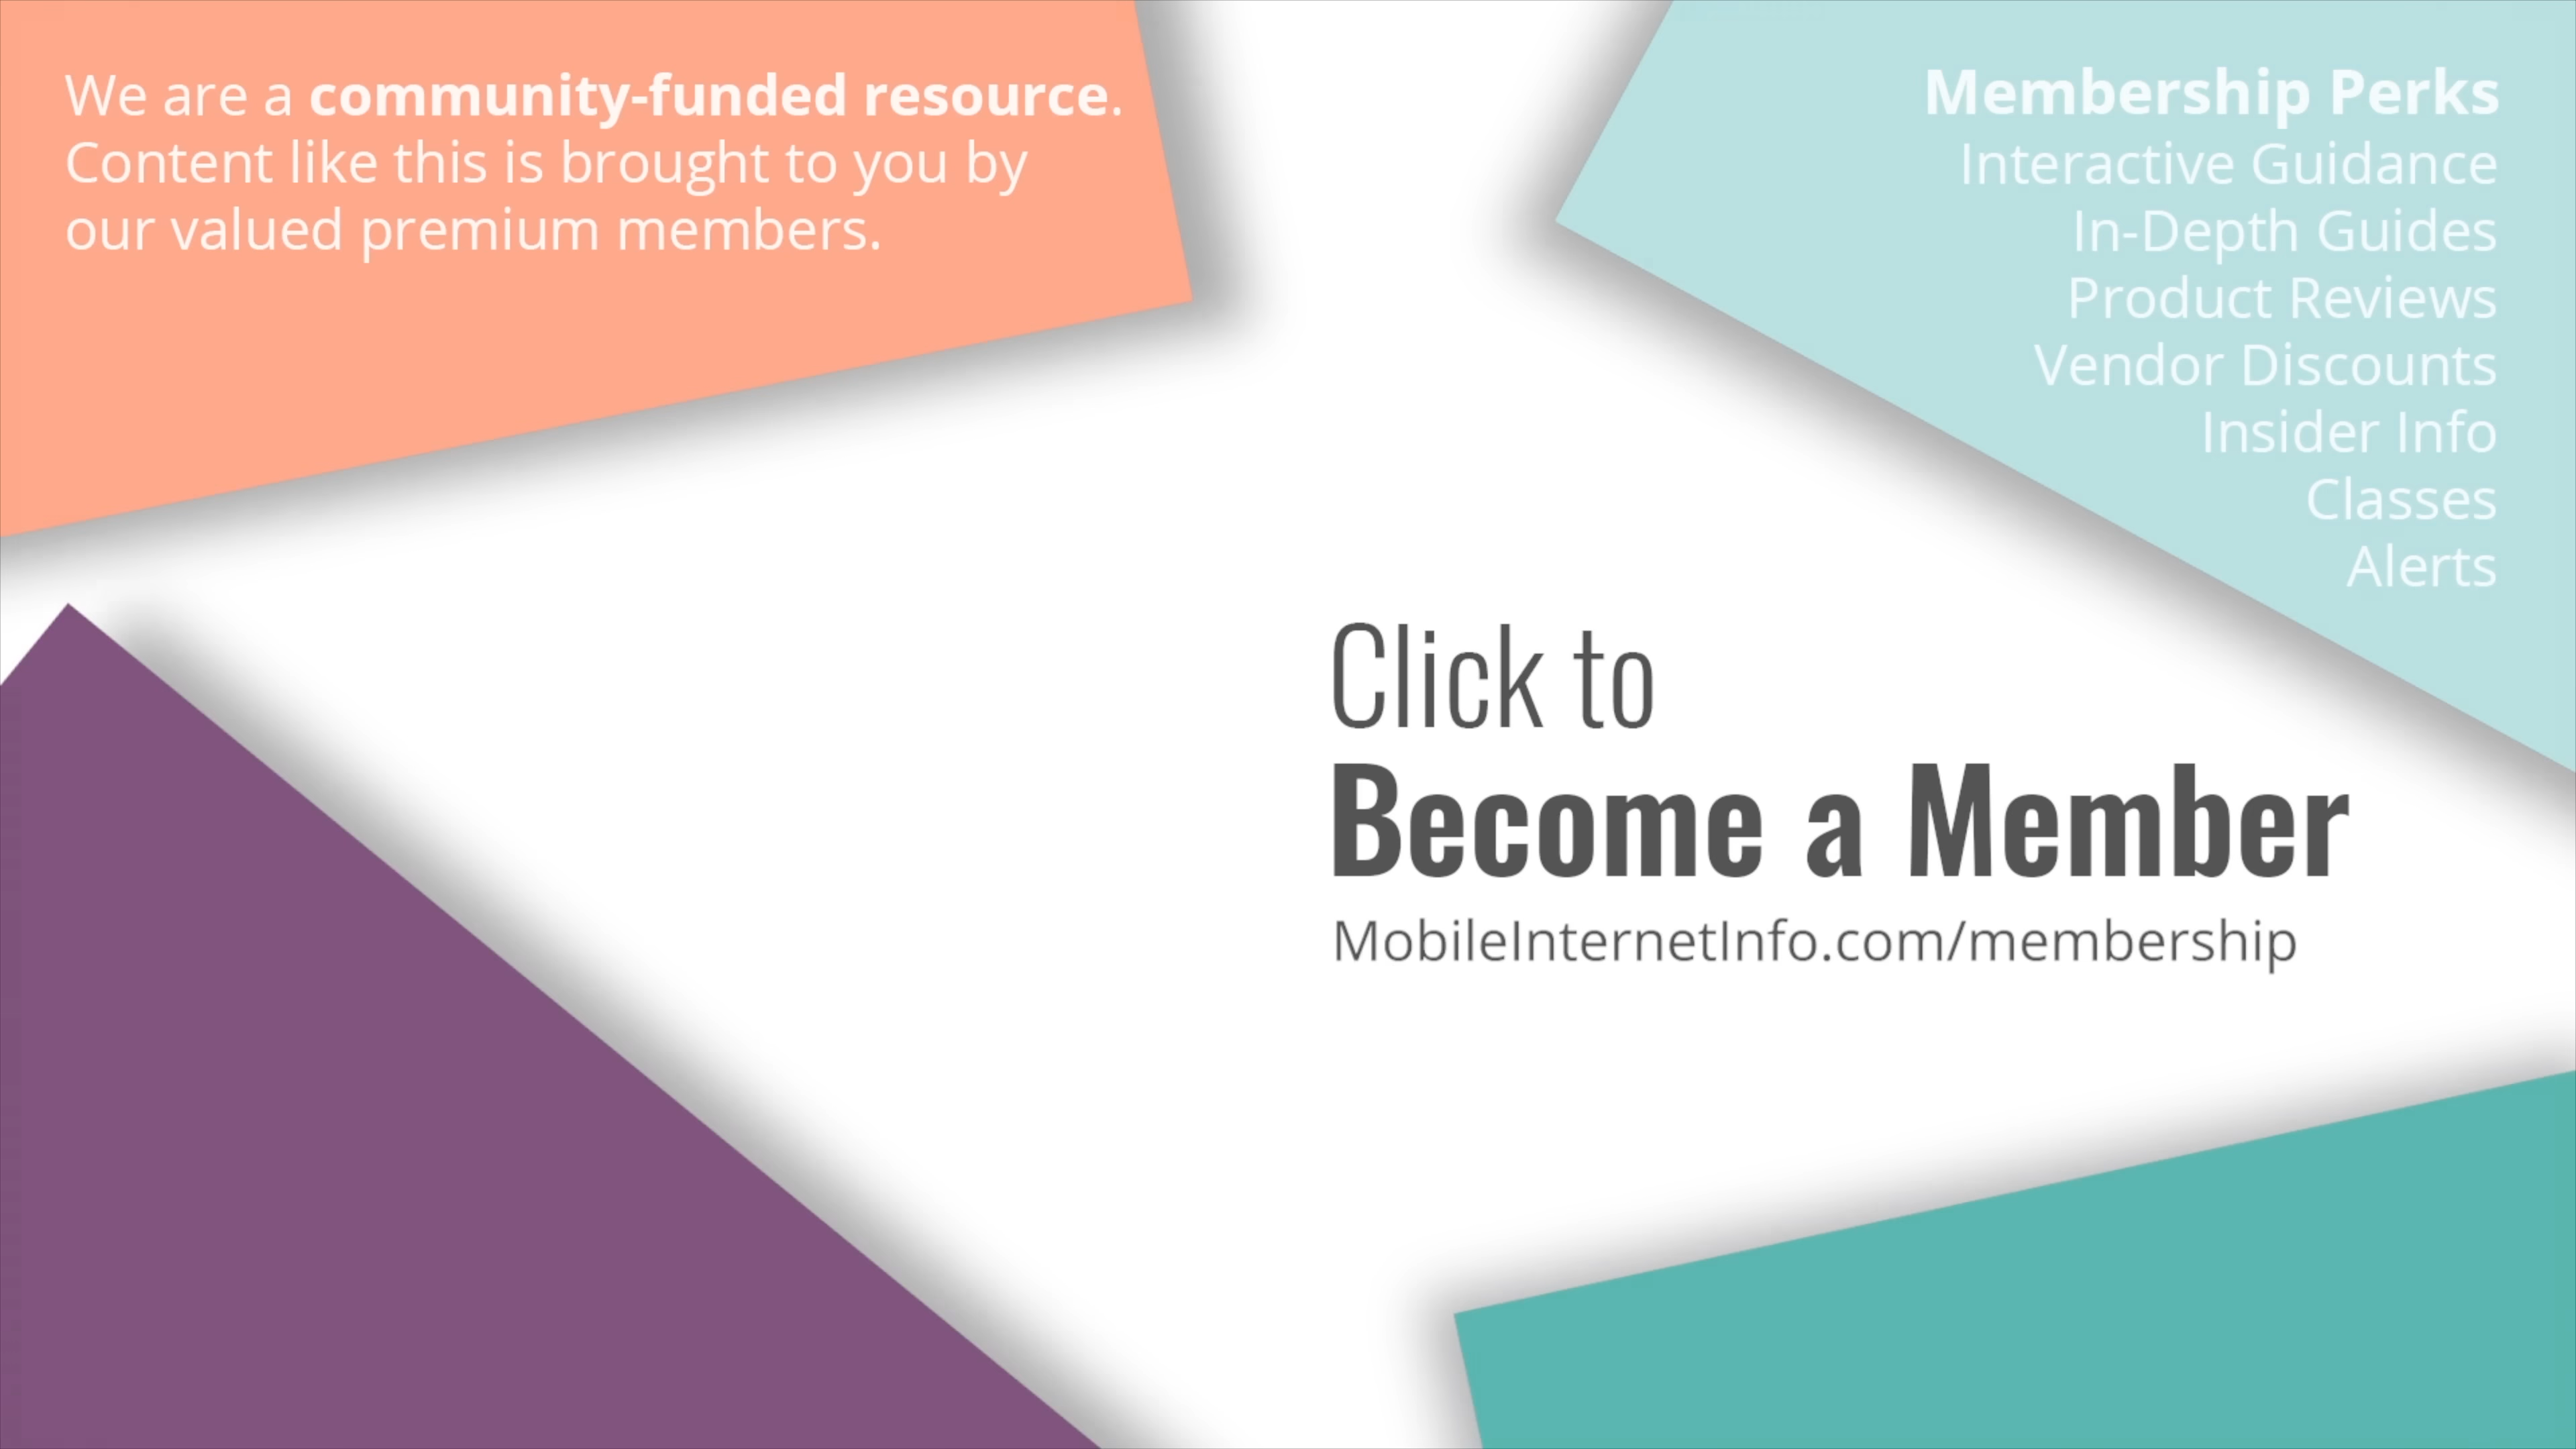 We are a community-funded resource.
Content like this is brought to you by
our valued premium members.
Membership Perks
Interactive Guidance
In-Depth Guides
Product Reviews
Vendor Discounts
Insider Info
Classes
Alerts
Click to
Become a Member
MobileInternetInfo.com/membership